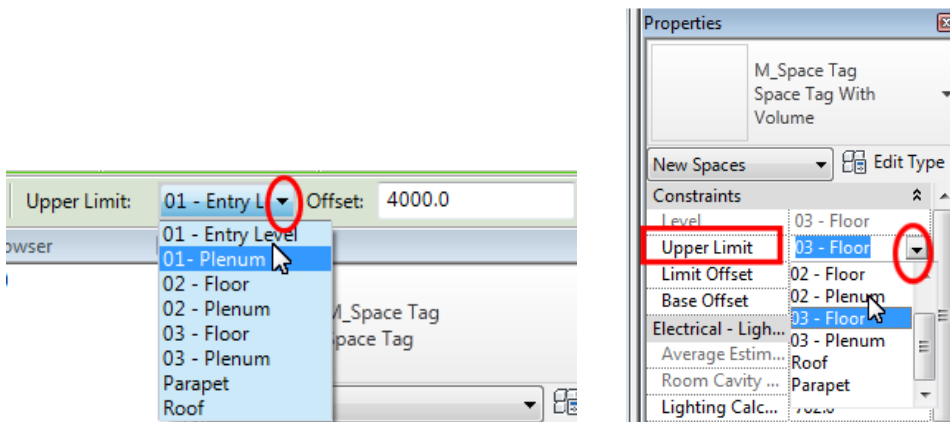 Upper Limit: 01 - Entry L Offset: 4000.0
owser
01 - Entry Level
01- Plenum
02 - Floor
02 - Plenum
03 - Floor
03 - Plenum
Parapet
Roof
M_Space Tag
Space Tag
Properties
M_Space Tag
Space Tag With
Volume
New Spaces Edit Type
Constraints
Level 03 - Floor
Upper Limit 03 - Floor
Limit Offset
Base Offset
Electrical - Ligh...
Average Estim...
Room Cavity ...
Lighting Calc...
02 - Floor
02 - Plenum
03 - Floor
03 - Plenum
Roof
Parapet